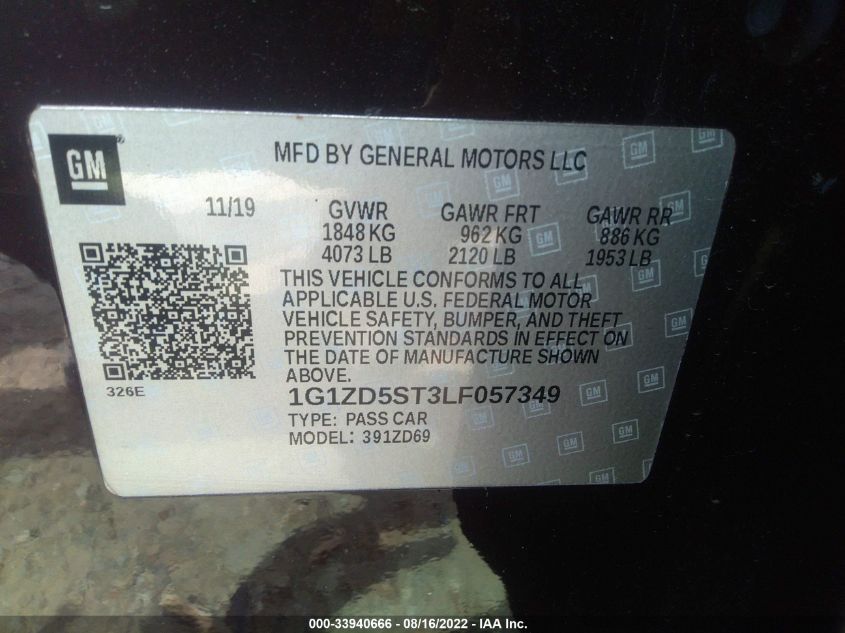 GM
MFD BY GENERAL MOTORS LLC
11/19 GVWR GAWR FRT GAWR RR
1848 KG 962 KG 886 KG
4073 LB 2120 LB 1953 LB
THIS VEHICLE CONFORMS TO ALL
APPLICABLE U.S. FEDERAL MOTOR
VEHICLE SAFETY, BUMPER, AND THEFT
PREVENTION STANDARDS IN EFFECT ON
THE DATE OF MANUFACTURE SHOWN
ABOVE.
326E
1G1ZD5ST3LF057349
TYPE: PASS CAR
MODEL: 391ZD69
000-33940666 - 08/16/2022 - IAA Inc.